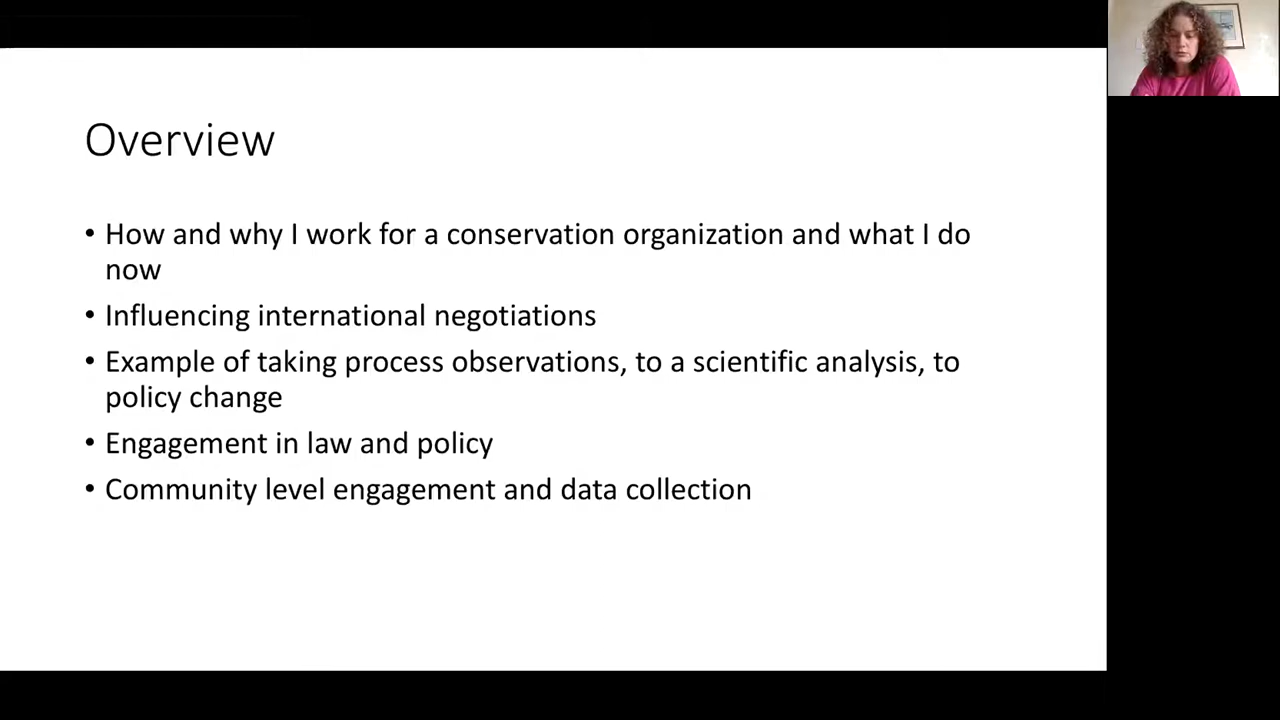 Overview
• How and why I work for a conservation organization and what I do
now
• Influencing international negotiations
• Example of taking process observations, to a scientific analysis, to
policy change
• Engagement in law and policy
• Community level engagement and data collection